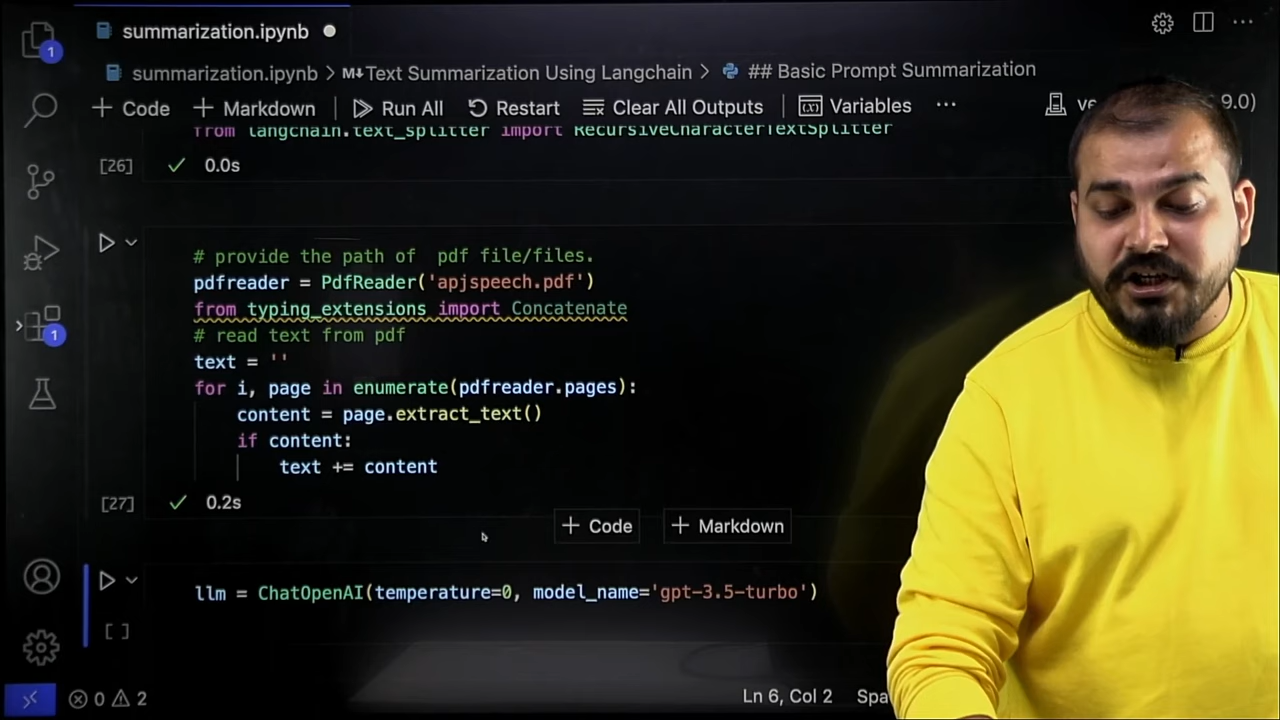 summarization.ipynb
1
summarization.ipynb > M↓Text Summarization Using Langchain > ## Basic Prompt Summarization
+ Code + Markdown Run All Restart Clear All Outputs Variables ··· 9.0)
from langchain.text_splitter import RecursiveCharacterTextSplitter
[26] ✓ 0.0s
# provide the path of pdf file/files.
pdfreader = PdfReader('apjspeech.pdf')
from typing_extensions import Concatenate
# read text from pdf
text = ''
for i, page in enumerate(pdfreader.pages):
content = page.extract_text()
if content:
text += content
1
[27] ✓ 0.2s
+ Code + Markdown
llm = ChatOpenAI(temperature=0, model_name='gpt-3.5-turbo')
[ ]
0 2 Ln 6, Col 2